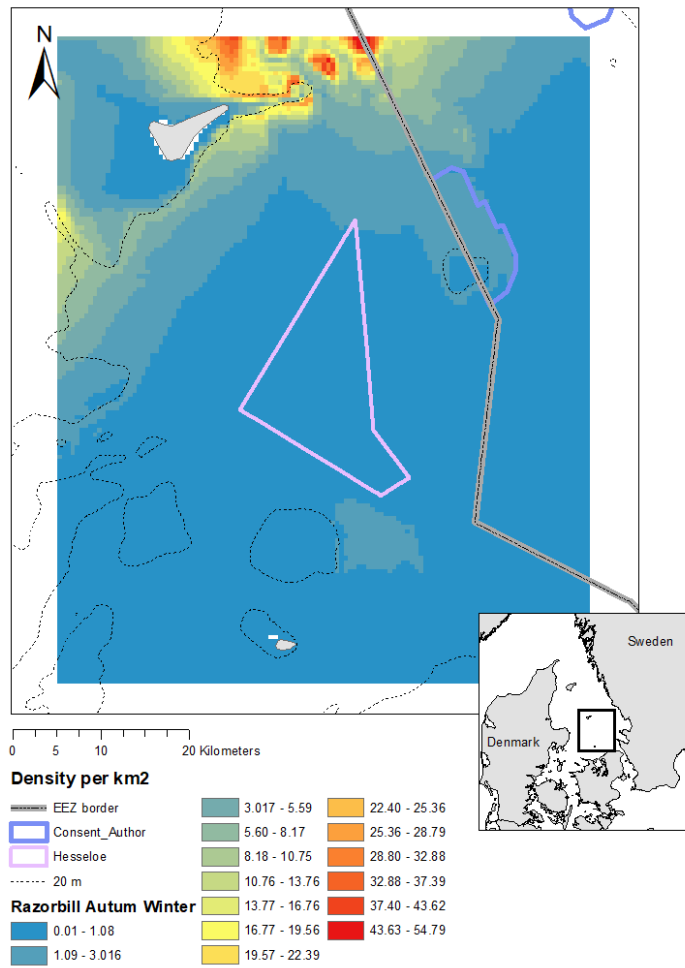 N
Sweden
Denmark
0 5 10 20 Kilometers
Density per km2
EEZ border
Consent_Author
Hesseloe
20 m
Razorbill Autum Winter
0.01 - 1.08
1.09 - 3.016
3.017 - 5.59
5.60 - 8.17
8.18 - 10.75
10.76 - 13.76
13.77 - 16.76
16.77 - 19.56
19.57 - 22.39
22.40 - 25.36
25.36 - 28.79
28.80 - 32.88
32.88 - 37.39
37.40 - 43.62
43.63 - 54.79